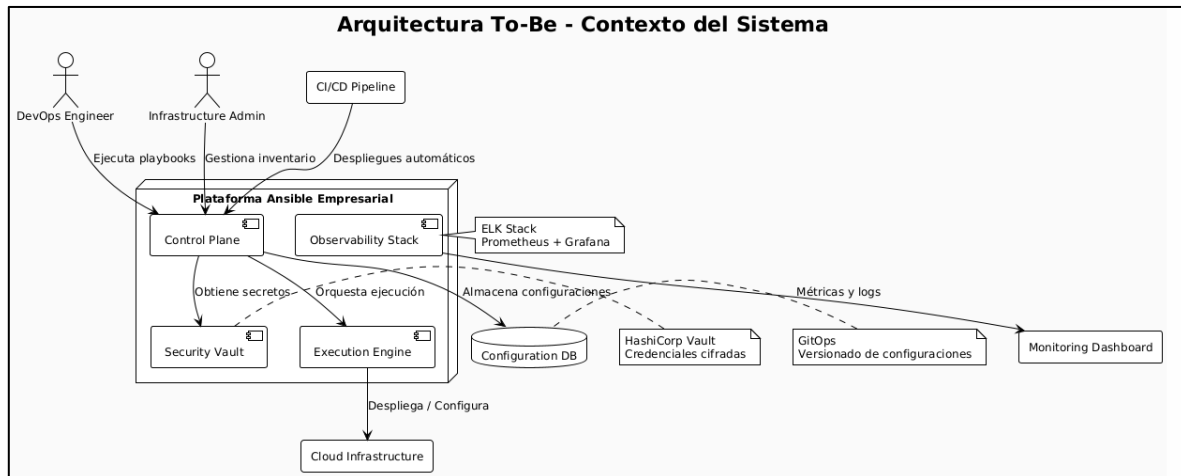 Arquitectura To-Be - Contexto del Sistema
CI/CD Pipeline
DevOps Engineer
Infrastructure Admin
Ejecuta playbooks
Gestiona inventario
Despliegues automáticos
Plataforma Ansible Empresarial
Control Plane
Observability Stack
ELK Stack
Prometheus + Grafana
Obtiene secretos
Orquesta ejecución
Almacena configuraciones
Métricas y logs
Security Vault
Execution Engine
Configuration DB
HashiCorp Vault
Credenciales cifradas
GitOps
Versionado de configuraciones
Monitoring Dashboard
Despliega / Configura
Cloud Infrastructure